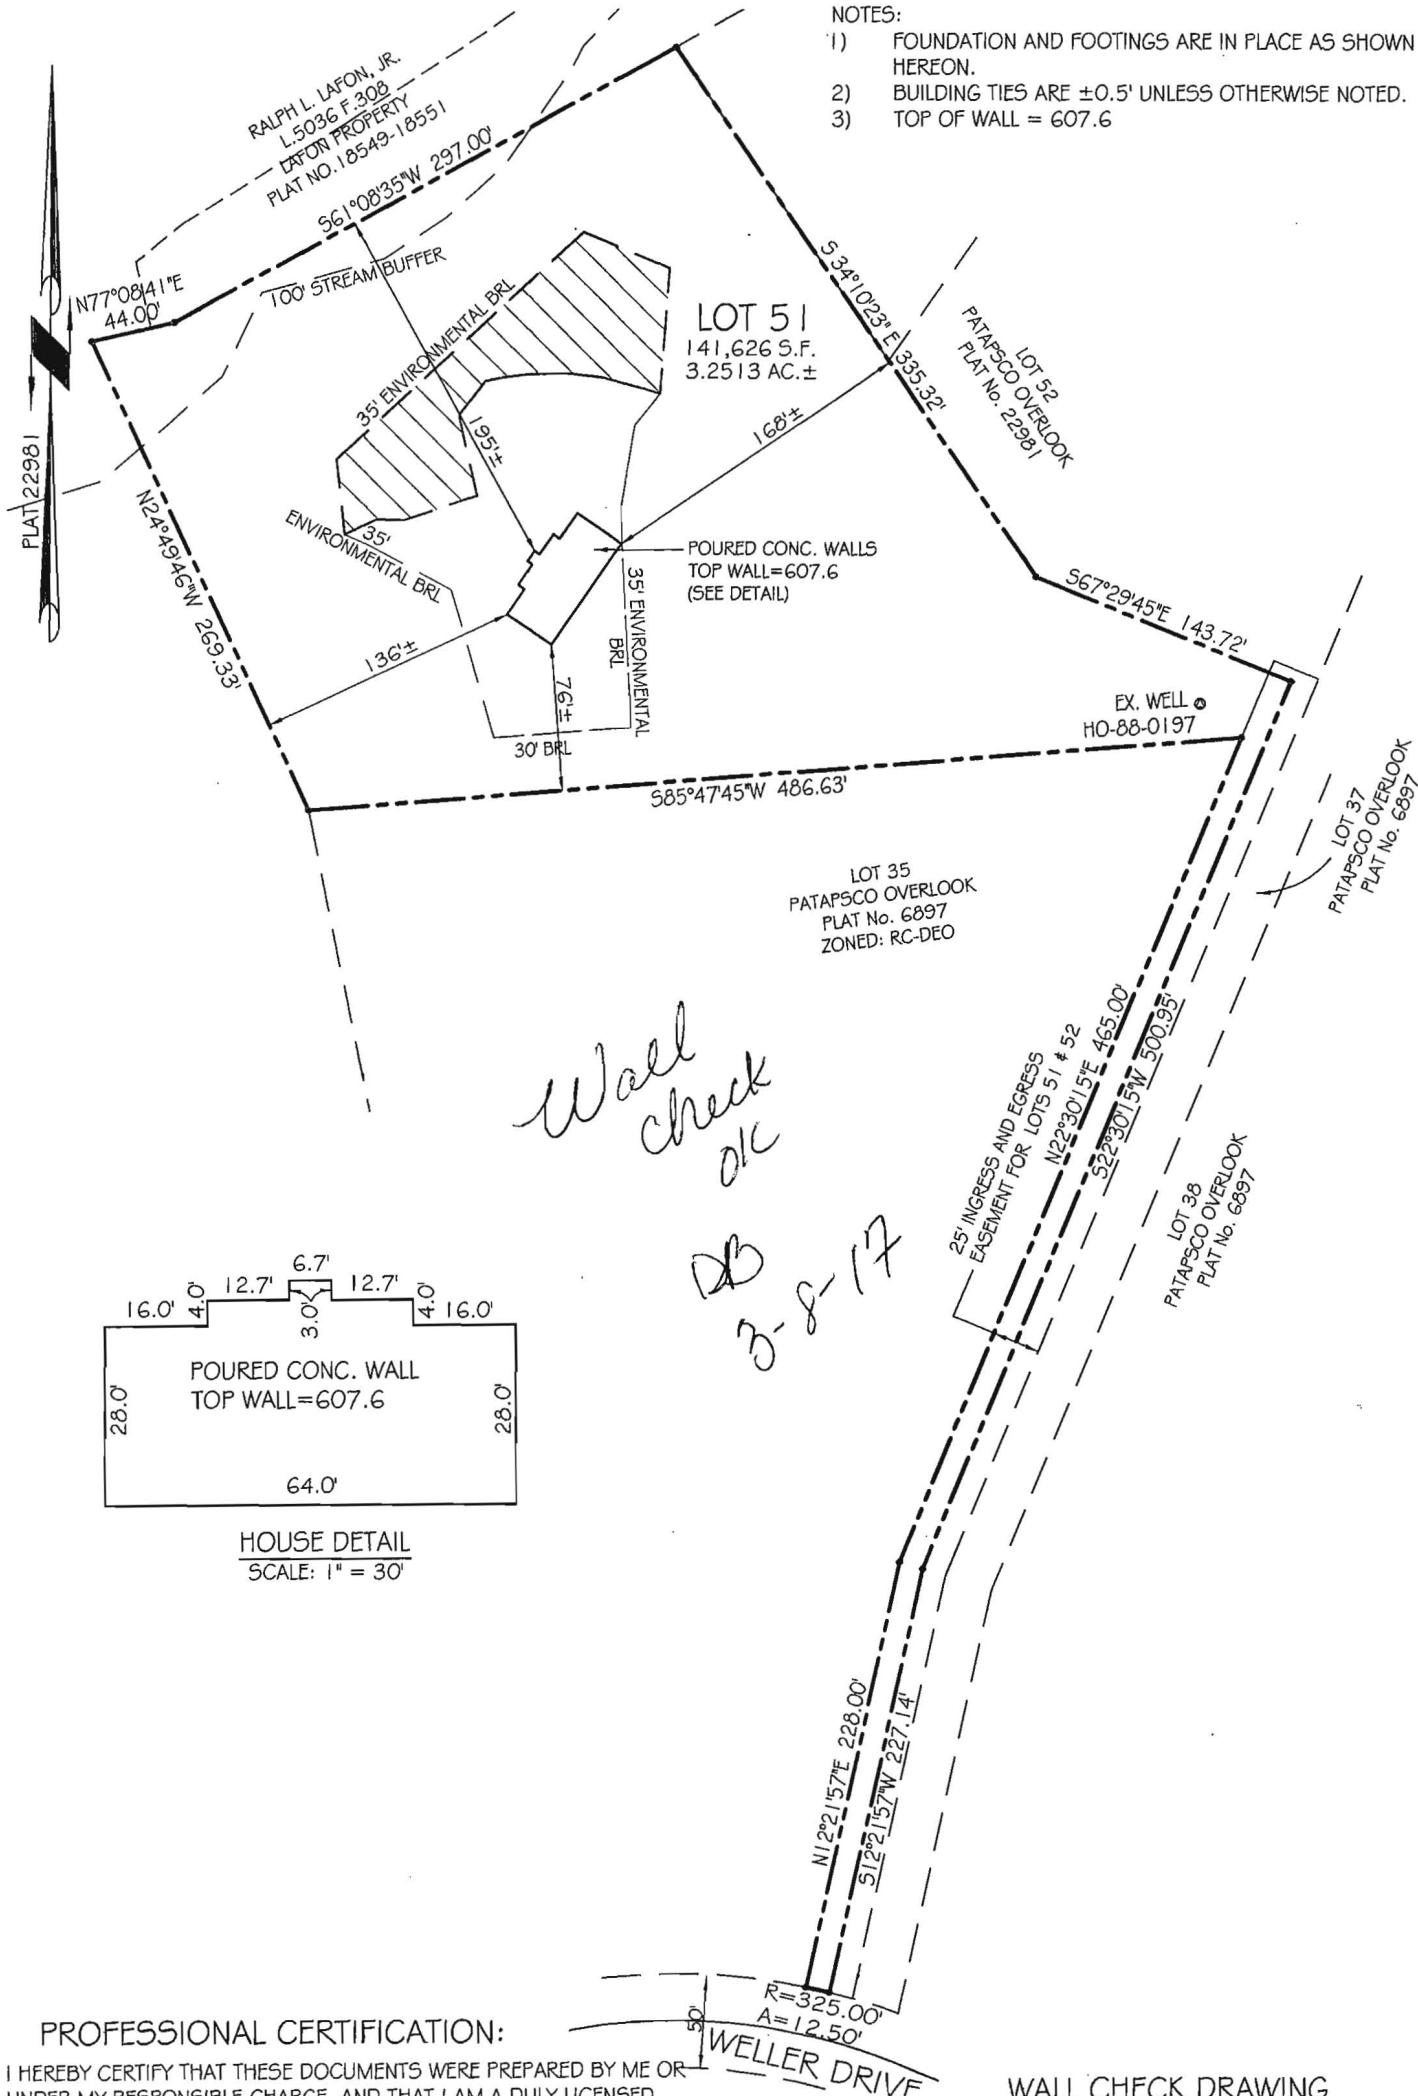 NOTES:
1) FOUNDATION AND FOOTINGS ARE IN PLACE AS SHOWN
HEREON.
2) BUILDING TIES ARE ±0.5' UNLESS OTHERWISE NOTED.
3) TOP OF WALL = 607.6
RALPH L. LAFON, JR.
L.5036 F.308
LAFON PROPERTY
PLAT NO. 18549-18551
S61°08'35"W 297.00'
N77°08'41"E
44.00'
100' STREAM BUFFER
35' ENVIRONMENTAL BRL
LOT 51
141,626 S.F.
3.2513 AC.±
S 34°10'23" E 335.32'
LOT 52
PATAPSCO OVERLOOK
PLAT No. 22981
PLAT 22981
N24°49'46"W 269.33'
195'±
168'±
35'
ENVIRONMENTAL BRL
POURED CONC. WALLS
TOP WALL=607.6
(SEE DETAIL)
35' ENVIRONMENTAL
BRL
136'±
76'±
30' BRL
S67°29'45"E 143.72'
EX. WELL
HO-88-0197
S85°47'45"W 486.63'
LOT 37
PATAPSCO OVERLOOK
PLAT No. 6897
LOT 35
PATAPSCO OVERLOOK
PLAT No. 6897
ZONED: RC-DEO
Wall
check
OK
DB
3-8-17
25' INGRESS AND EGRESS
EASEMENT FOR LOTS 51 & 52
N22°30'15"E 465.00'
S22°30'15"W 500.95'
LOT 38
PATAPSCO OVERLOOK
PLAT No. 6897
6.7'
12.7' 12.7'
16.0' 4.0' 3.0' 4.0' 16.0'
POURED CONC. WALL
TOP WALL=607.6
28.0' 28.0'
64.0'
HOUSE DETAIL
SCALE: 1" = 30'
N12°21'57"E 228.00'
S12°21'57"W 227.14'
R=325.00'
A=12.50'
50'
WELLER DRIVE
PROFESSIONAL CERTIFICATION:
I HEREBY CERTIFY THAT THESE DOCUMENTS WERE PREPARED BY ME OR
UNDER MY RESPONSIBLE CHARGE, AND THAT I AM A DULY LICENSED
WALL CHECK DRAWING